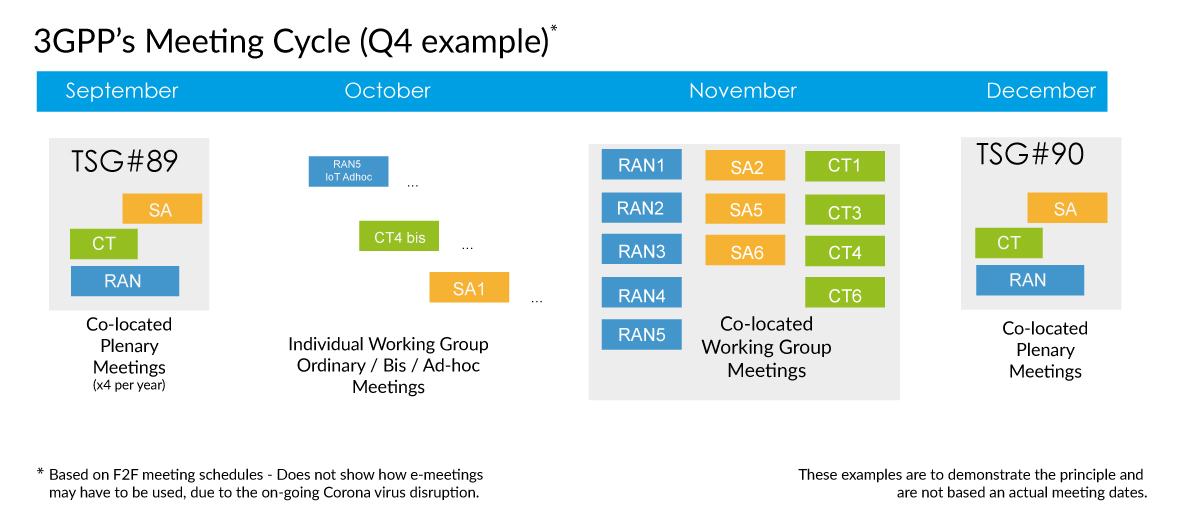 3GPP's Meeting Cycle (Q4 example)*
September October November December
TSG#89
SA
CT
RAN
Co-located
Plenary
Meetings
(x4 per year)
RAN5
IoT Adhoc
...
CT4 bis
...
SA1
...
Individual Working Group
Ordinary / Bis / Ad-hoc
Meetings
RAN1 SA2 CT1
RAN2 SA5 CT3
RAN3 SA6 CT4
RAN4 CT6
RAN5
Co-located
Working Group
Meetings
TSG#90
SA
CT
RAN
Co-located
Plenary
Meetings
* Based on F2F meeting schedules - Does not show how e-meetings
may have to be used, due to the on-going Corona virus disruption.
These examples are to demonstrate the principle and
are not based an actual meeting dates.